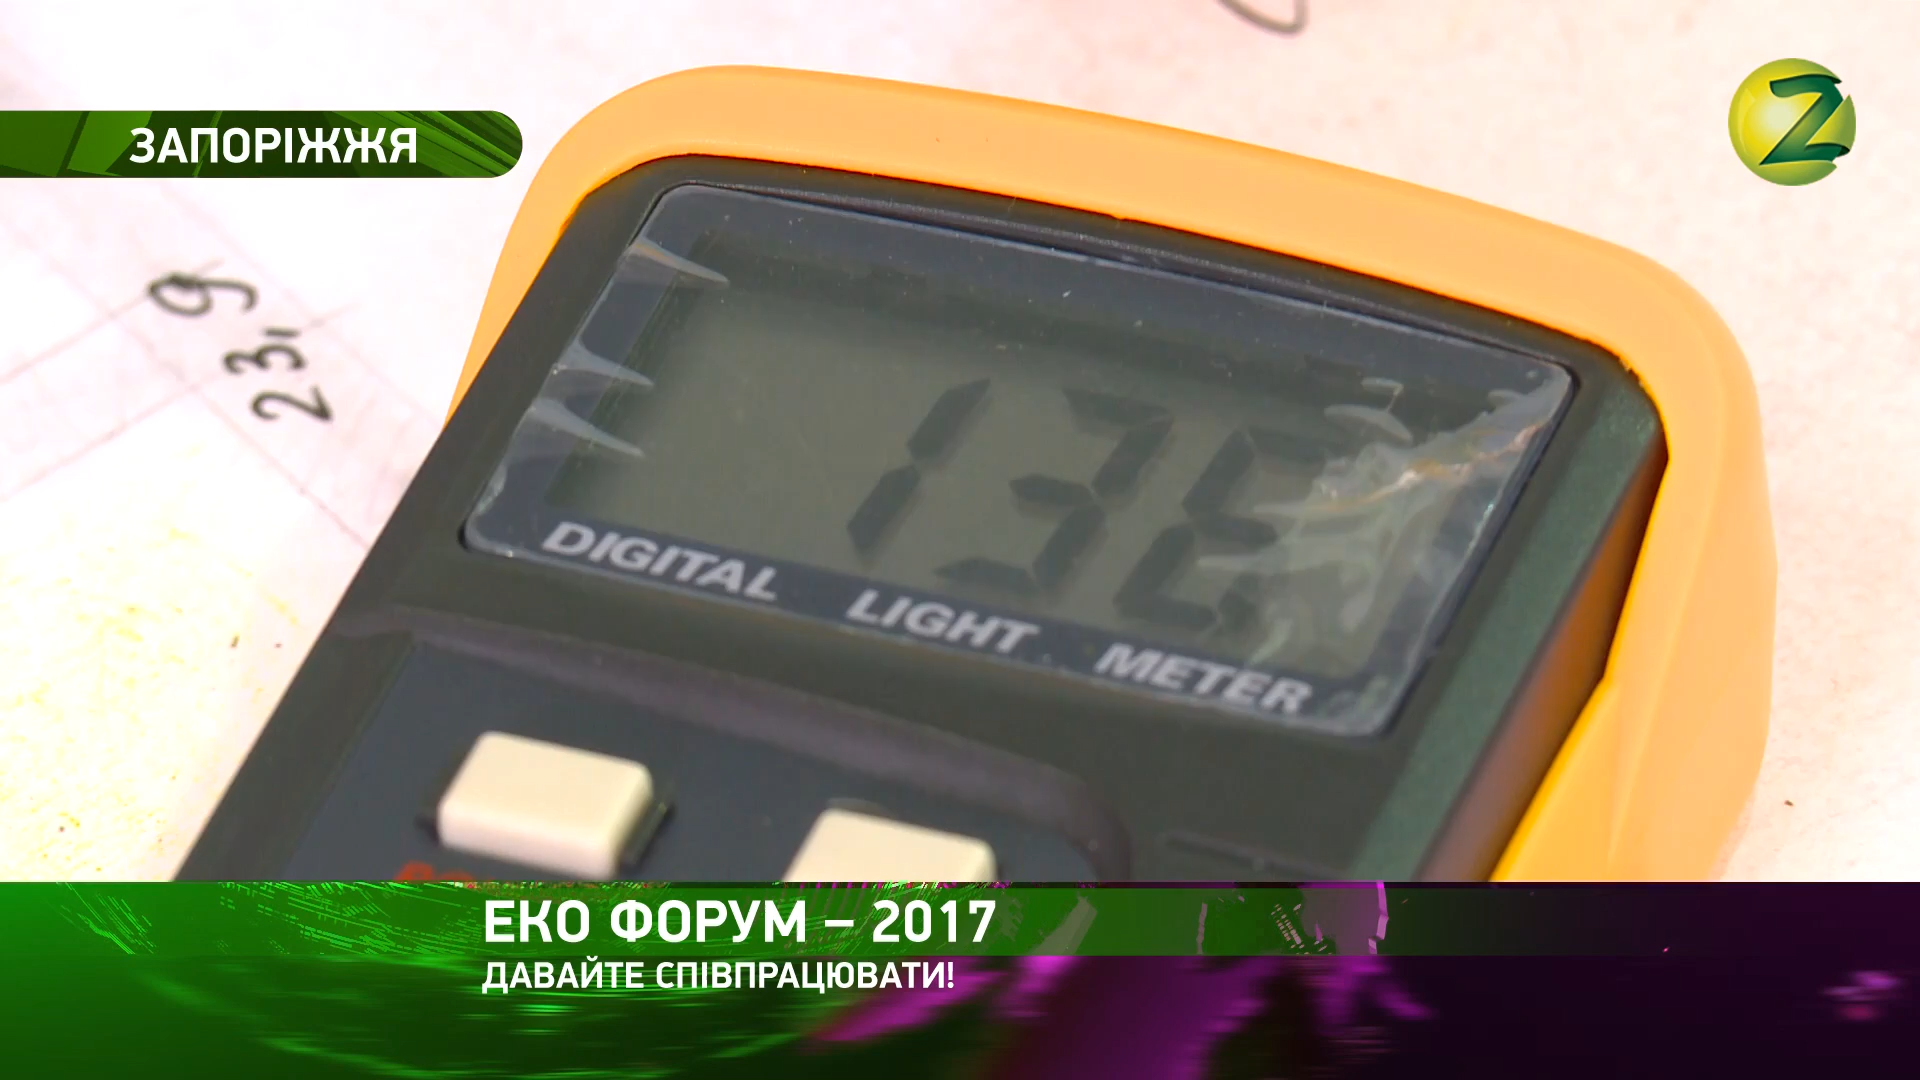 ЗАПОРІЖЖЯ
Z
23,9
DIGITAL LIGHT METER
ЕКО ФОРУМ – 2017
ДАВАЙТЕ СПІВПРАЦЮВАТИ!